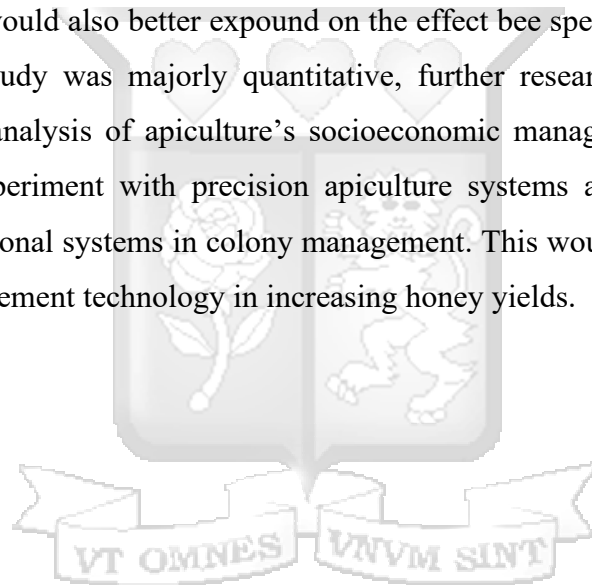 would also better expound on the effect bee spe
udy was majorly quantitative, further resear
analysis of apiculture’s socioeconomic manag
periment with precision apiculture systems a
onal systems in colony management. This wou
ement technology in increasing honey yields.
VT OMNES VNVM SINT